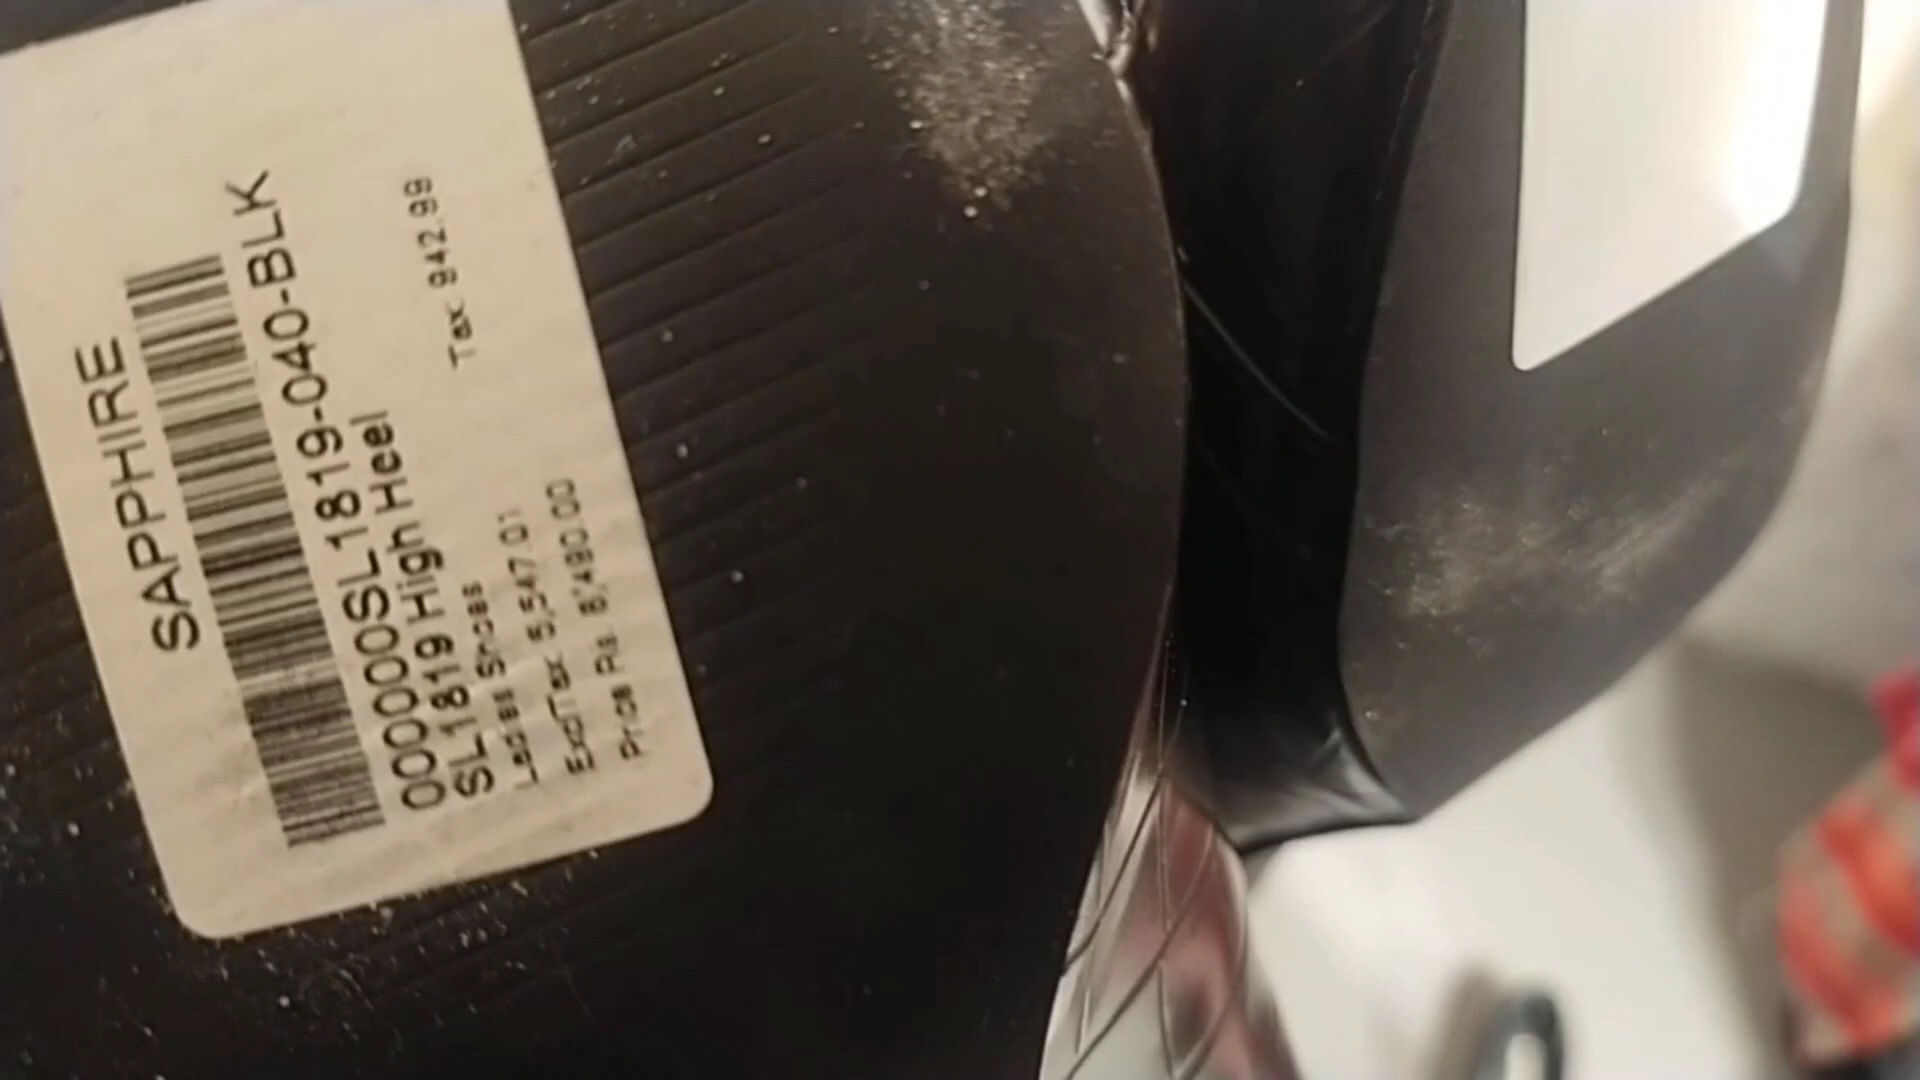 SAPPHIRE
000000SL1819-040-BLK
SL1819 High Heel
Ladies Shoes
ExclTax: 5,547.01 Tax: 942.99
Price Rs. 6,490.00